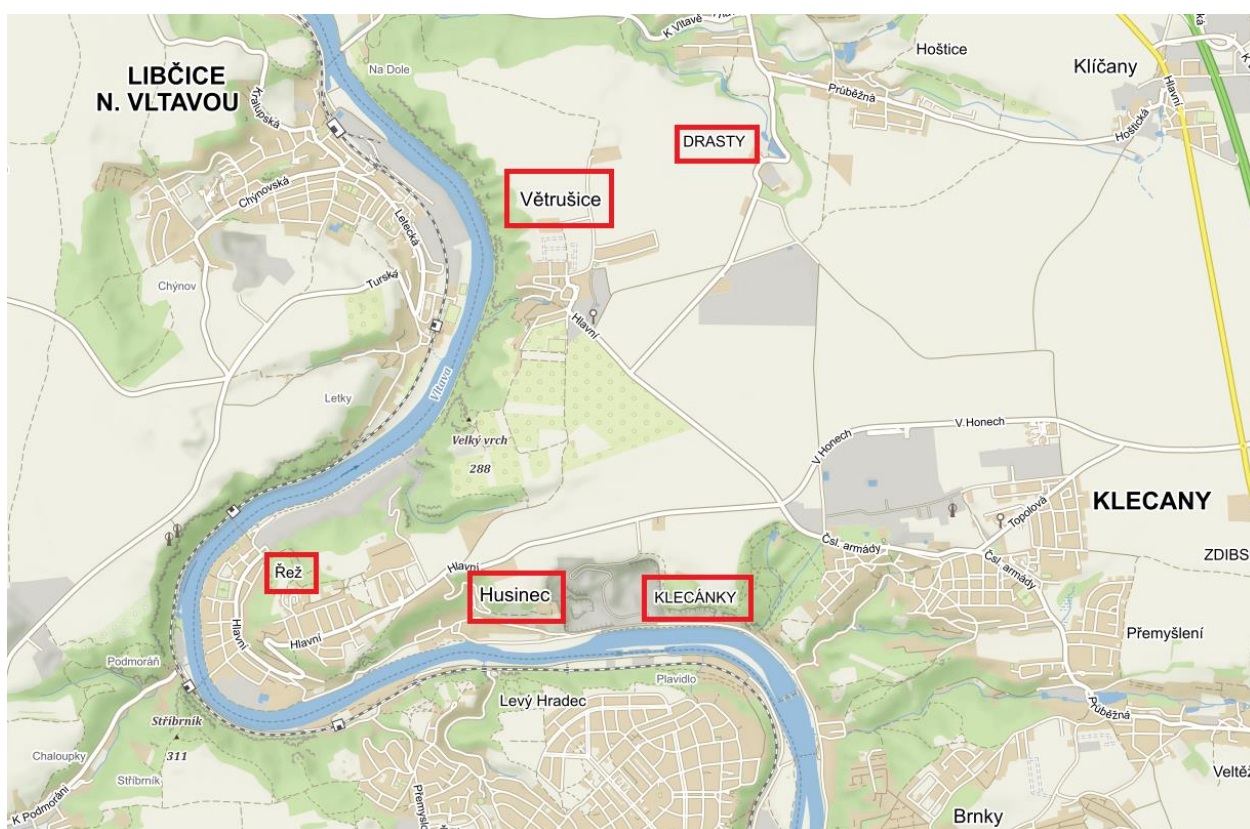 K Vltavě
Hoštice
Klíčany
Na Dole
LIBČICE
N. VLTAVOU
Kralupská
Průběžná
Hlavní
Hoštická
DRASTY
Větrušice
Chýnovská
Letecká
Turská
Chýnov
Hlavní
Vltava
Letky
Velký vrch
288
V Honech
V Honech
KLECANY
Topolová
Čsl. armády
Čsl. armády
ZDIBS
Řež
Hlavní
Husinec
KLECÁNKY
Hlavní
Hlavní
Přemyšlení
Podmoráň
Plavidlo
Levý Hradec
Stříbrník
311
Průběžná
Chaloupky
Stříbrník
Veltěž
K Podmoráni
Přemyslo
Brnky